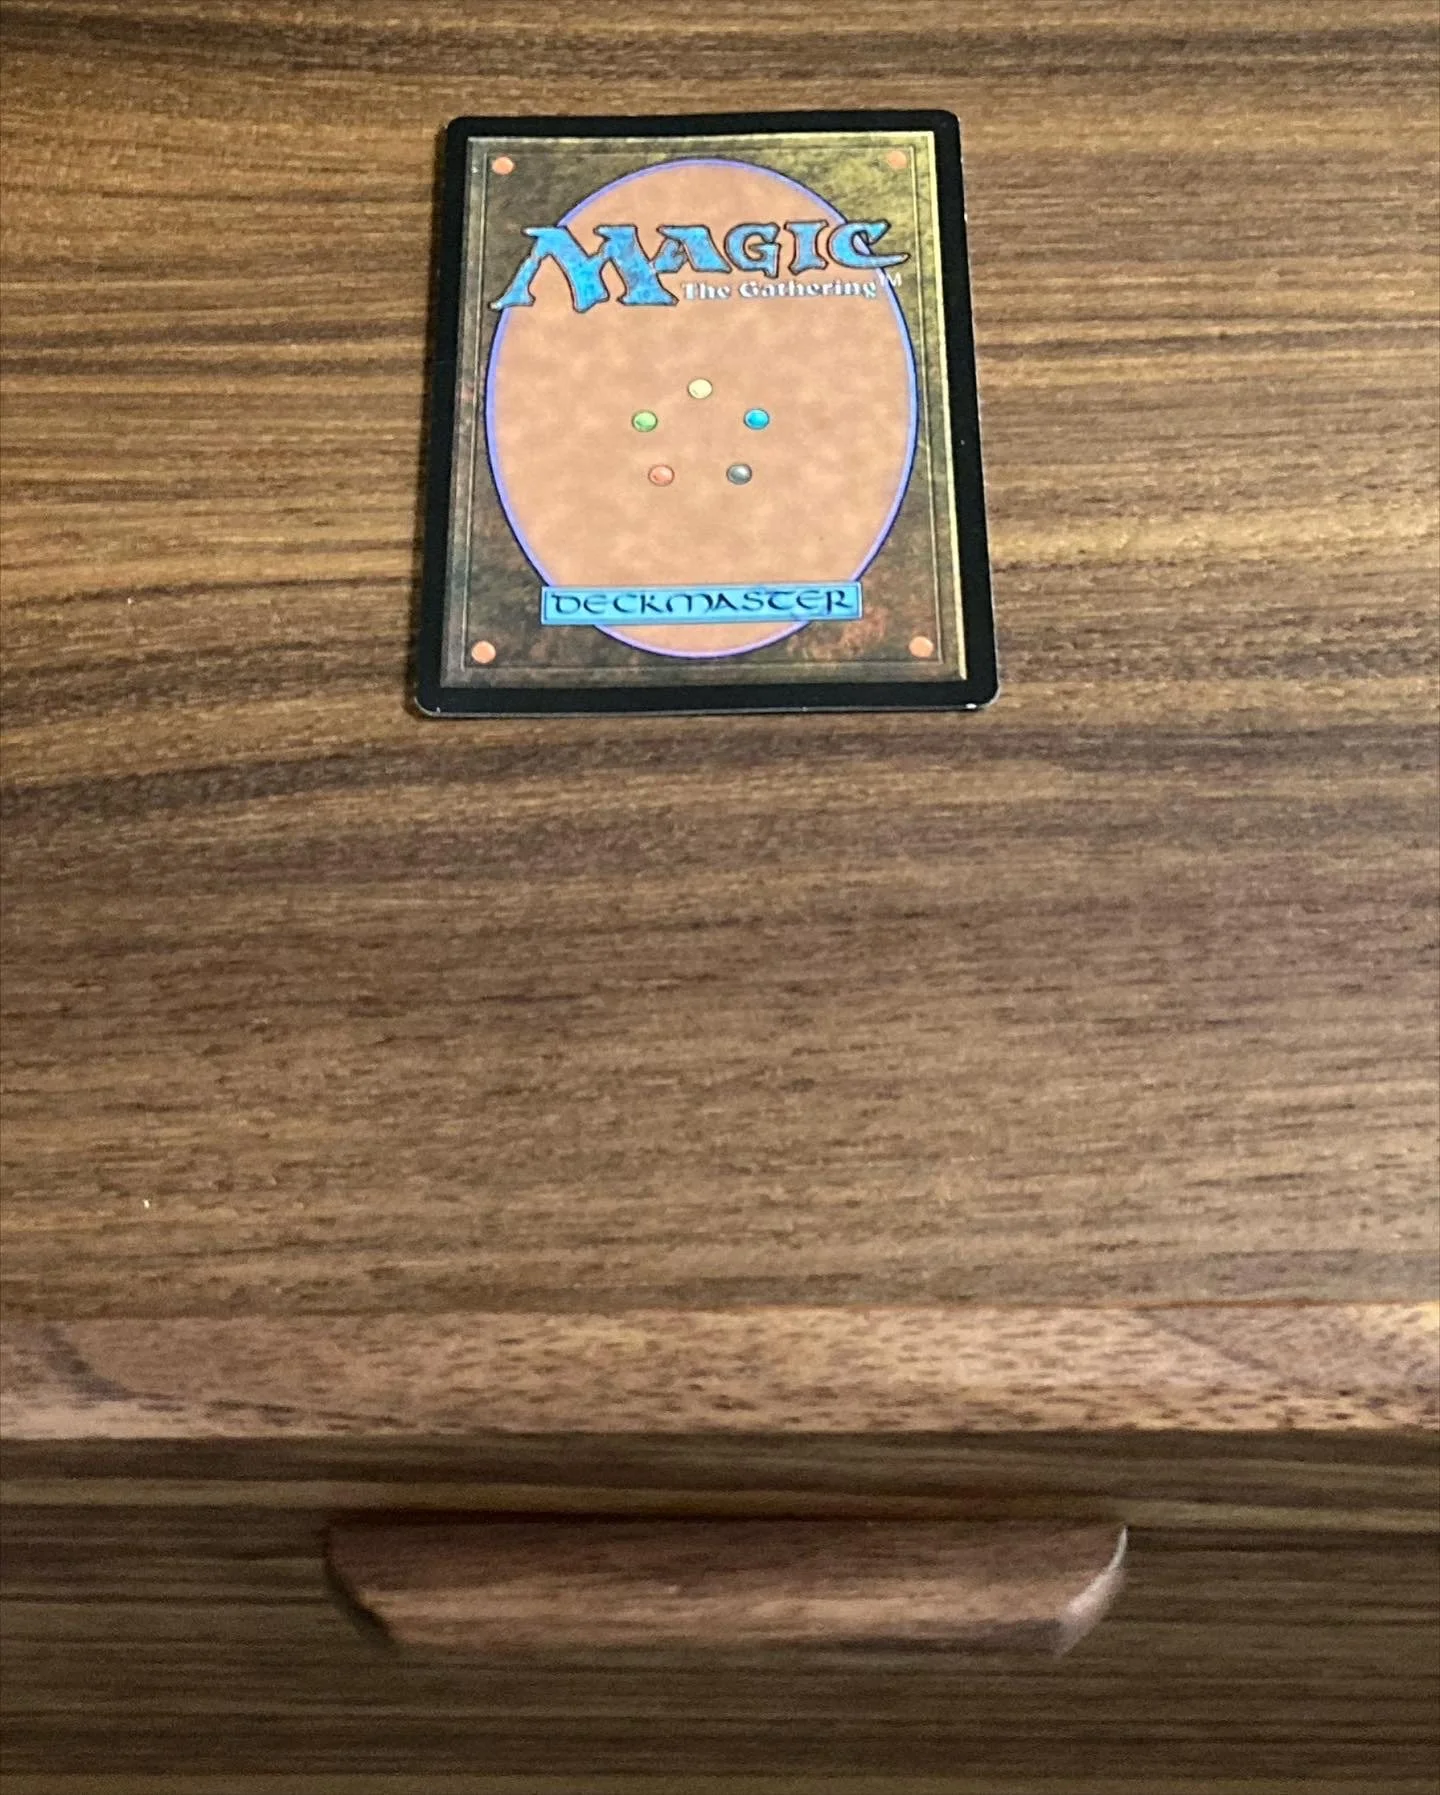 MAGIC
The Gathering™
DECKMASTER